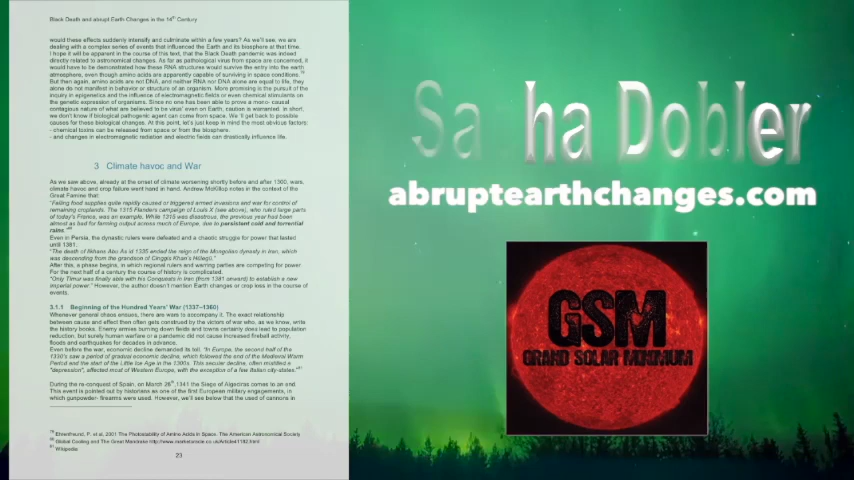 Black Death and abrupt Earth Changes in the 14th Century
would these effects suddenly intensify and culminate within a few years? As we'll see, we are
dealing with a complex series of events that influenced the Earth and its biosphere at that time.
I hope it will be apparent in the course of this text, that the Black Death pandemic was indeed
directly related to astronomical changes. As far as pathological virus from space are concerned, it
would have to be demonstrated how these RNA structures would survive the entry into the earth
atmosphere, even though amino acids are apparently capable of surviving in space conditions.79
But then again, amino acids are not DNA, and neither RNA nor DNA alone are equal to life, they
alone do not manifest in behavior or structure of an organism. More promising is the pursuit of the
inquiry in epigenetics and the influence of electromagnetic fields or even chemical stimulants on
the genetic expression of organisms. Since no one has been able to prove a mono- causal
contagious nature of what are believed to be virus' even on Earth, caution is warranted. In short,
we don't know if biological pathogenic agent can come from space. We'll get back to possible
causes for these biological changes. At this point, let's just keep in mind the most obvious factors:
- chemical toxins can be released from space or from the biosphere.
- and changes in electromagnetic radiation and electric fields can drastically influence life.
3 Climate havoc and War
As we saw above, already at the onset of climate worsening shortly before and after 1300, wars,
climate havoc and crop failure went hand in hand. Andrew McKillop notes in the context of the
Great Famines that:
"Falling food supplies quite rapidly caused or triggered armed invasions and war for control of
remaining croplands. The 1315 Flanders campaign of Louis X (see above), who ruled large parts
of today's France, was an example. While 1315 was disastrous, the previous year had been
almost as bad for farming output across much of Europe, due to persistent cold and torrential
rains."80
Even in Persia, the dynastic rulers were defeated and a chaotic struggle for power that lasted
until 1381.
"The death of Ilkhans Abu As id 1335 ended the reign of the Mongolian dynasty in Iran, which
was descending from the grandson of Cinggis Khan's Hülegü."
After this, a phase begins, in which regional rulers and warring parties are competing for power
For the next half of a century the course of history is complicated.
"Only Timur was finally able with his Conquests in Iran (from 1381 onward) to establish a new
imperial power." However, the author doesn't mention Earth changes or crop loss in the course of
events.
3.1.1 Beginning of the Hundred Years' War (1337–1360)
Whenever general chaos ensues, there are wars to accompany it. The exact relationship
between cause and effect then often gets construed by the victors of war who, as we know, write
the history books. Enemy armies burning down fields and towns certainly does lead to population
reduction, but surely human warfare or a pandemic did not cause increased fireball activity,
floods and earthquakes for decades in advance.
Even before the war, economic decline demanded its toll. "In Europe, the second half of the
1330's saw a period of gradual economic decline, which followed the end of the Medieval Warm
Period and the start of the Little Ice Age in the 1300s. This secular decline, often misnamed a
"depression", affected most of Western Europe, with the exception of a few Italian city-states."81
During the re-conquest of Spain, on March 26th,1341 the Siege of Algeciras comes to an end
This event is pointed out by historians as one of the first European military engagements, in
which gunpowder- firearms were used. However, we'll see below that the used of cannons in
79 Ehrenfreund, P. et al, 2001 The Photostability of Amino Acids in Space. The American Astronomical Society
80 Global Cooling and The Great Mandrake
81 Wikipedia
23
Sa ha Dobler
abruptearthchanges.com
GSM
GRAND SOLAR MINIMUM